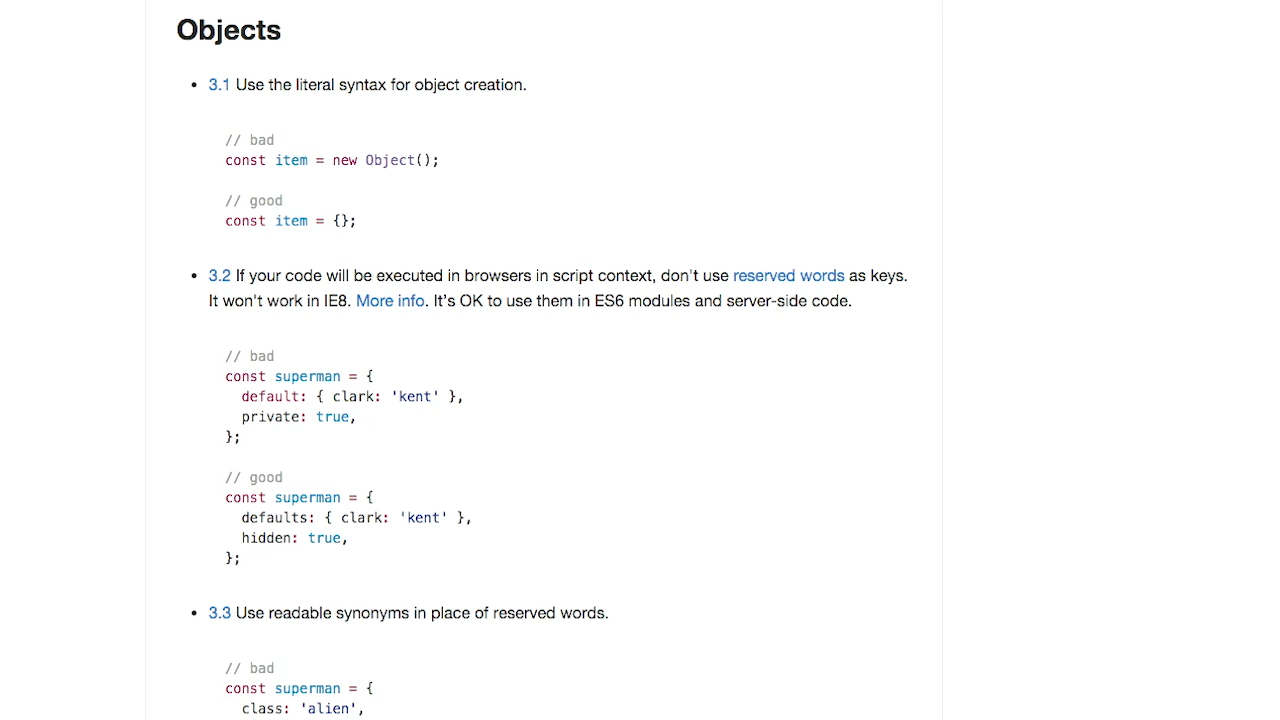 Objects
• 3.1 Use the literal syntax for object creation.
// bad
const item = new Object();
// good
const item = {};
• 3.2 If your code will be executed in browsers in script context, don't use reserved words as keys.
It won't work in IE8. More info. It’s OK to use them in ES6 modules and server-side code.
// bad
const superman = {
  default: { clark: 'kent' },
  private: true,
};
// good
const superman = {
  defaults: { clark: 'kent' },
  hidden: true,
};
• 3.3 Use readable synonyms in place of reserved words.
// bad
const superman = {
  class: 'alien',